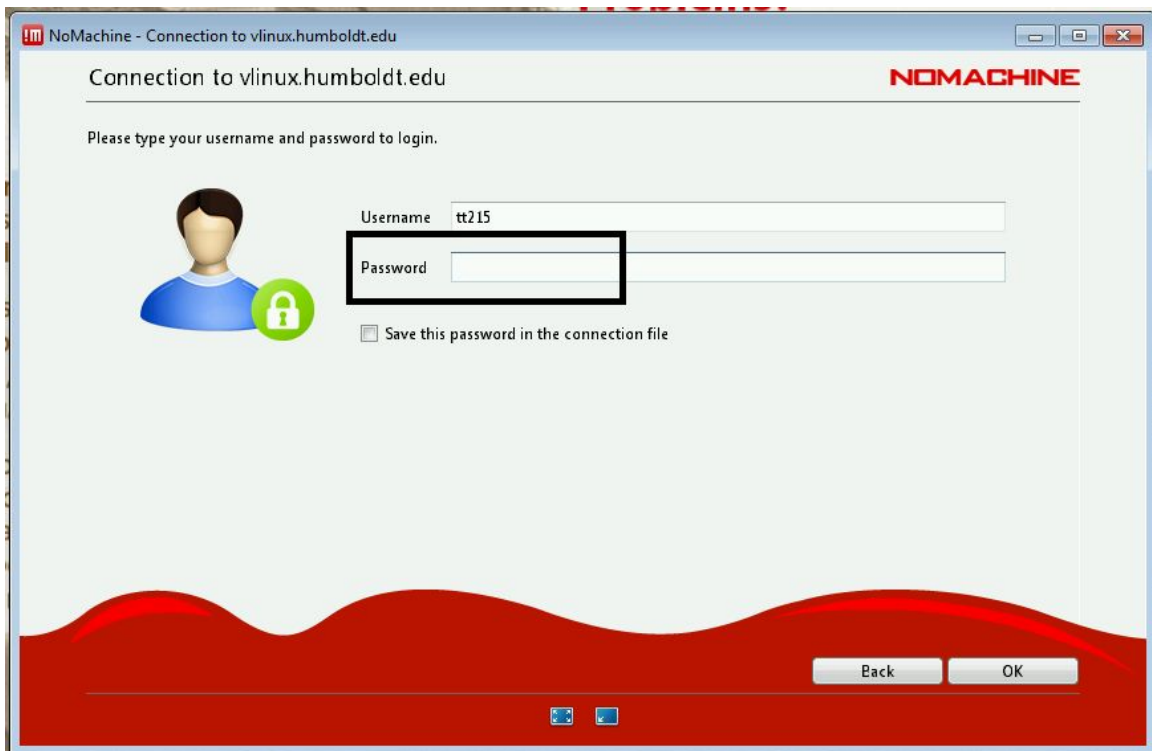 Problems?
NoMachine - Connection to vlinux.humboldt.edu
Connection to vlinux.humboldt.edu
NOMACHINE
Please type your username and password to login.
Username tt215
Password
Save this password in the connection file
Back OK